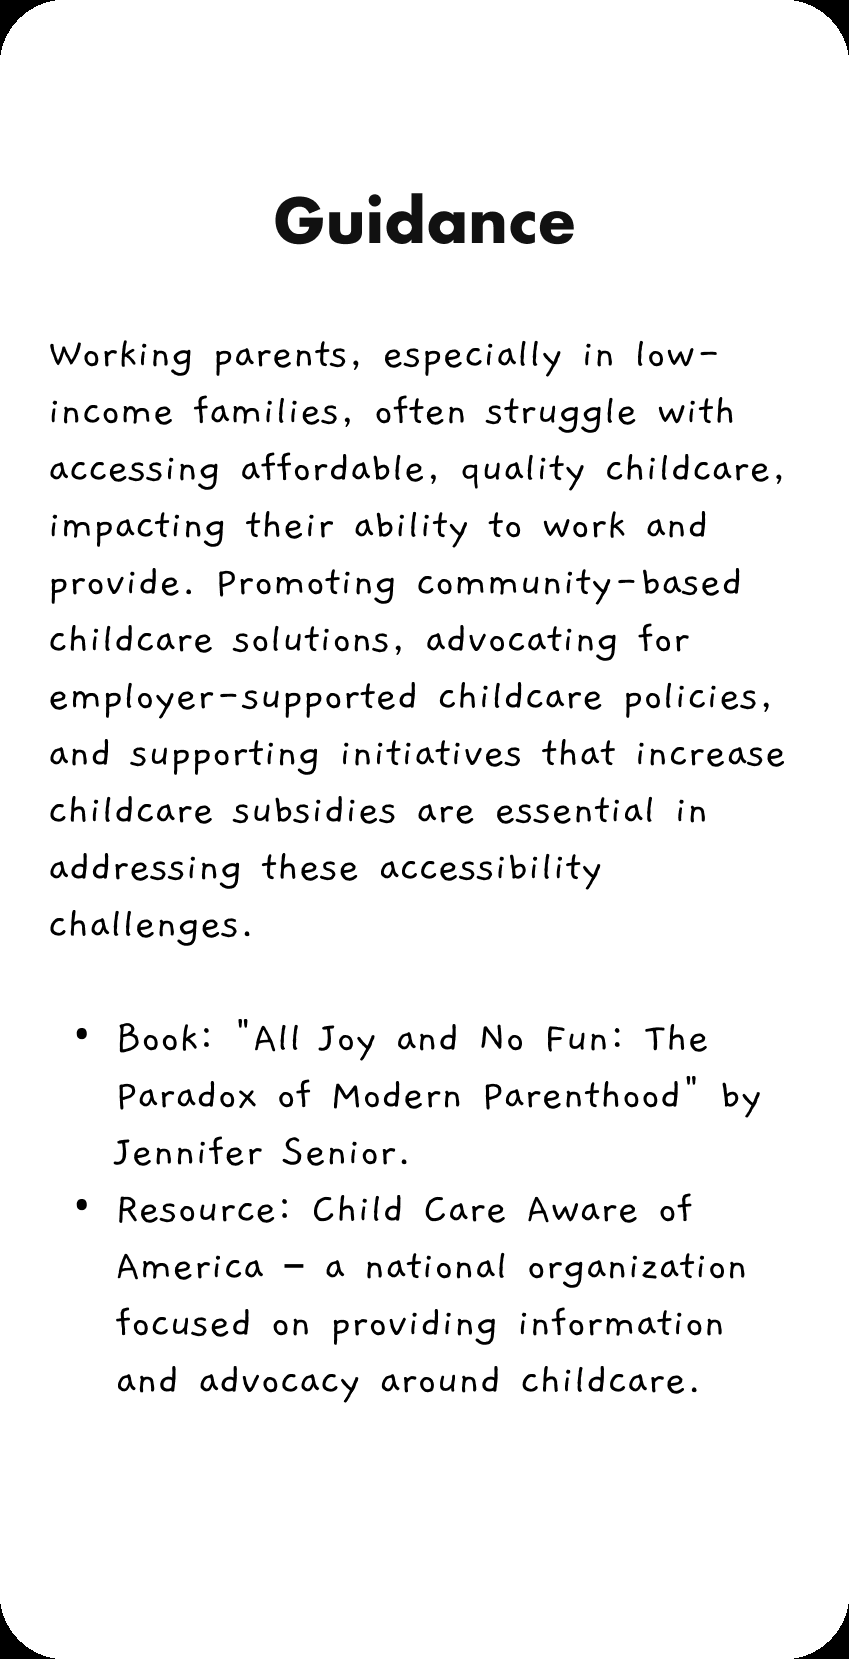 Guidance
Working parents, especially in low-
income families, often struggle with
accessing affordable, quality childcare,
impacting their ability to work and
provide. Promoting community-based
childcare solutions, advocating for
employer-supported childcare policies,
and supporting initiatives that increase
childcare subsidies are essential in
addressing these accessibility
challenges.
• Book: "All Joy and No Fun: The
Paradox of Modern Parenthood" by
Jennifer Senior.
• Resource: Child Care Aware of
America – a national organization
focused on providing information
and advocacy around childcare.